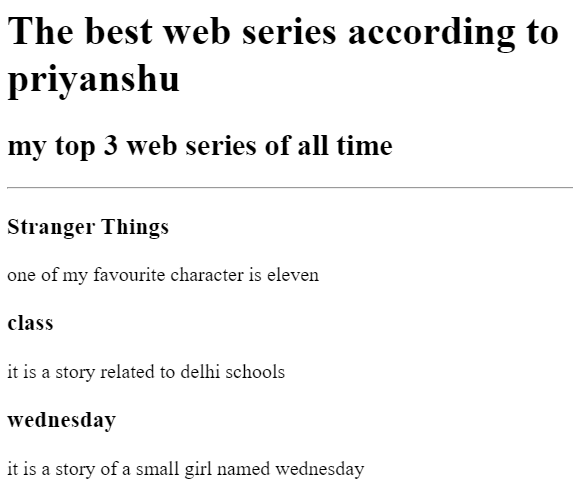 The best web series according to
priyanshu
my top 3 web series of all time
Stranger Things
one of my favourite character is eleven
class
it is a story related to delhi schools
wednesday
it is a story of a small girl named wednesday